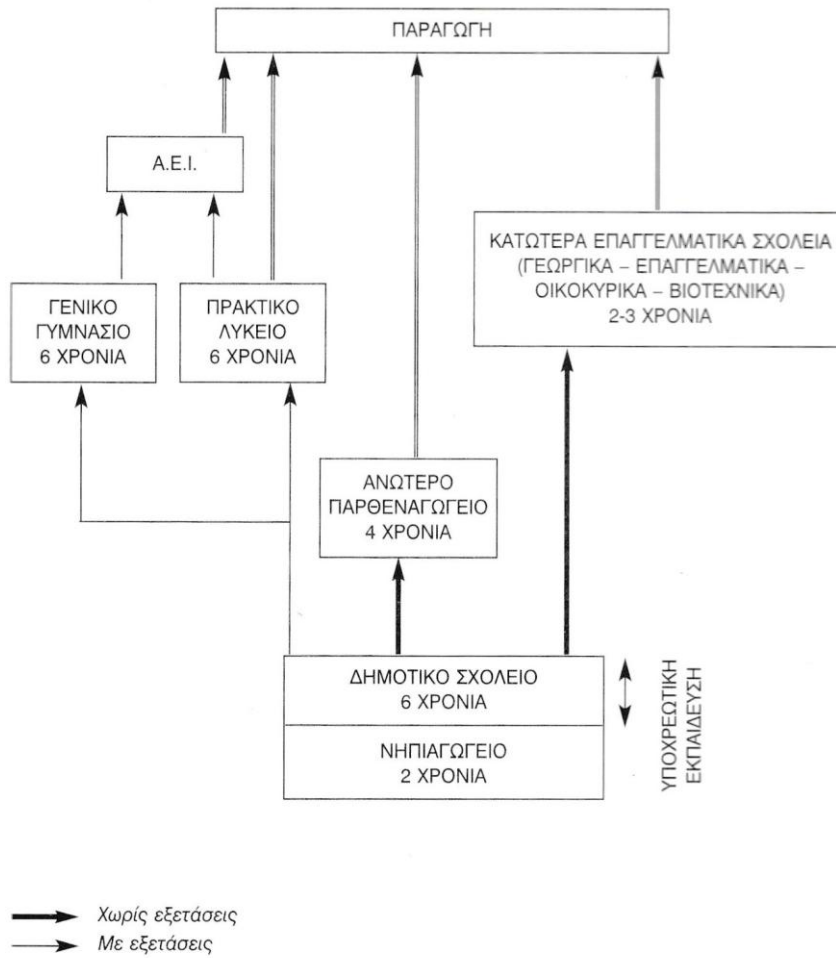 ΠΑΡΑΓΩΓΗ
Α.Ε.Ι.
ΚΑΤΩΤΕΡΑ ΕΠΑΓΓΕΛΜΑΤΙΚΑ ΣΧΟΛΕΙΑ
(ΓΕΩΡΓΙΚΑ – ΕΠΑΓΓΕΛΜΑΤΙΚΑ –
ΟΙΚΟΚΥΡΙΚΑ – ΒΙΟΤΕΧΝΙΚΑ)
2-3 ΧΡΟΝΙΑ
ΓΕΝΙΚΟ
ΓΥΜΝΑΣΙΟ
6 ΧΡΟΝΙΑ
ΠΡΑΚΤΙΚΟ
ΛΥΚΕΙΟ
6 ΧΡΟΝΙΑ
ΑΝΩΤΕΡΟ
ΠΑΡΘΕΝΑΓΩΓΕΙΟ
4 ΧΡΟΝΙΑ
ΔΗΜΟΤΙΚΟ ΣΧΟΛΕΙΟ
6 ΧΡΟΝΙΑ
ΝΗΠΙΑΓΩΓΕΙΟ
2 ΧΡΟΝΙΑ
ΥΠΟΧΡΕΩΤΙΚΗ
ΕΚΠΑΙΔΕΥΣΗ
Χωρίς εξετάσεις
Με εξετάσεις